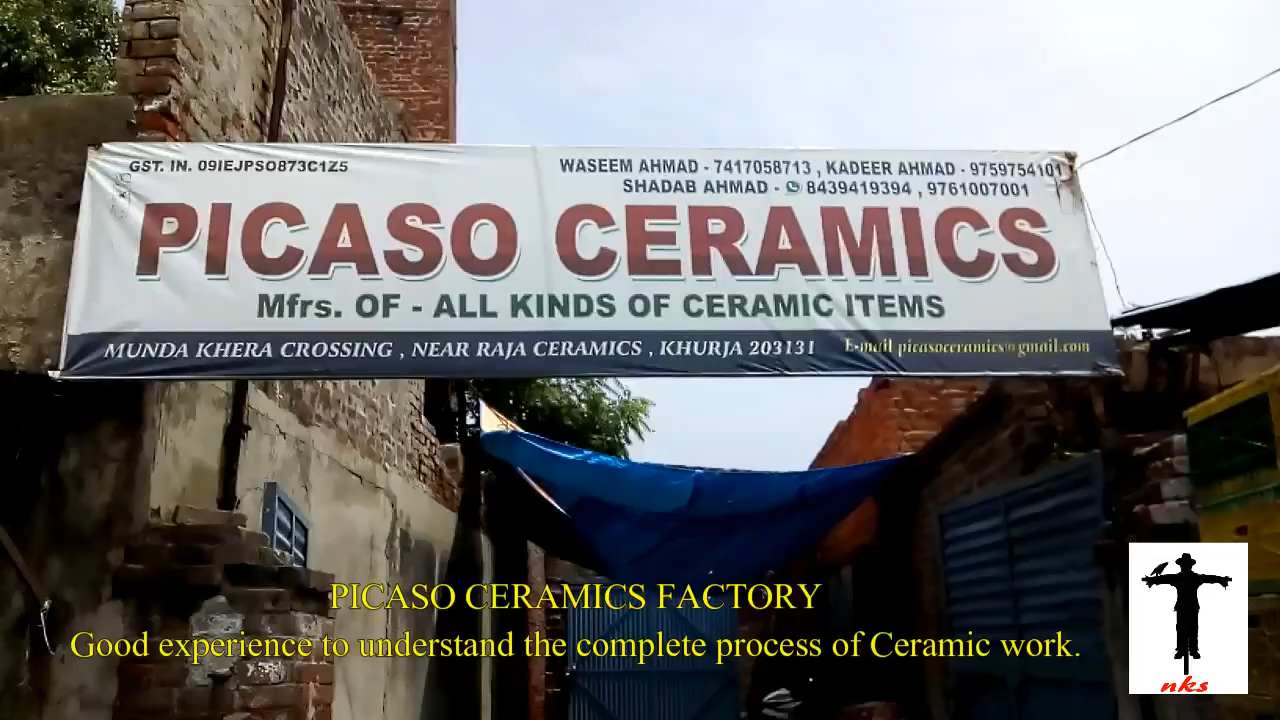 GST. IN. 09IEJPSO873C1Z5
WASEEM AHMAD - 7417058713 , KADEER AHMAD - 9759754101
SHADAB AHMAD - 8439419394 , 9761007001
PICASO CERAMICS
Mfrs. OF - ALL KINDS OF CERAMIC ITEMS
MUNDA KHERA CROSSING , NEAR RAJA CERAMICS , KHURJA 203131 E-mail picasoceramics@gmail.com
PICASO CERAMICS FACTORY
Good experience to understand the complete process of Ceramic work.
nks